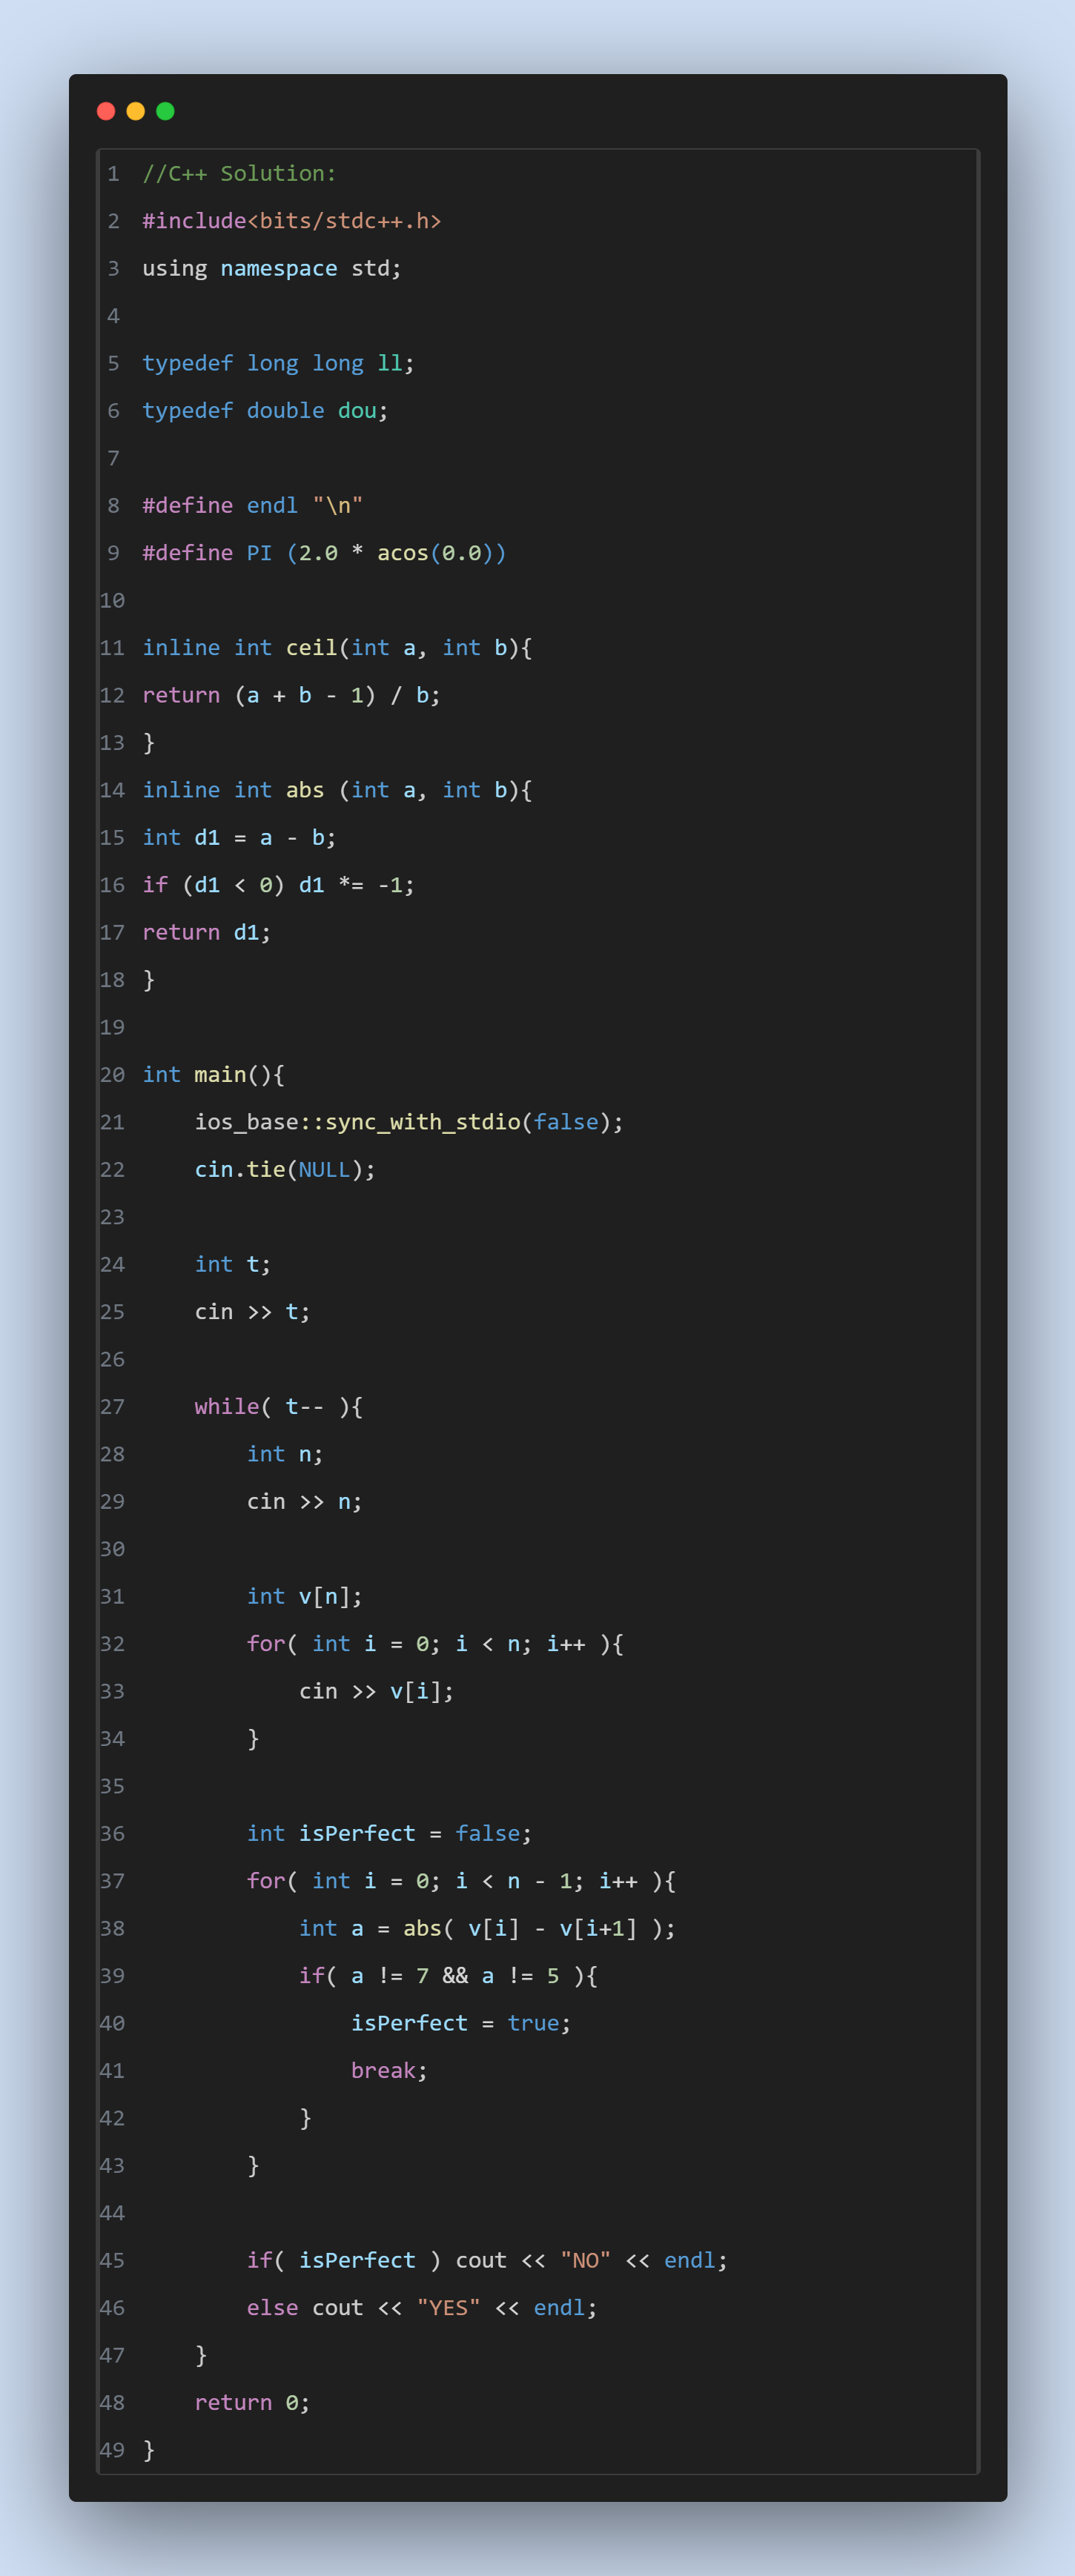 1 //C++ Solution:
2 #include<bits/stdc++.h>
3 using namespace std;
4
5 typedef long long ll;
6 typedef double dou;
7
8 #define endl "\n"
9 #define PI (2.0 * acos(0.0))
10
11 inline int ceil(int a, int b){
12 return (a + b - 1) / b;
13 }
14 inline int abs (int a, int b){
15 int d1 = a - b;
16 if (d1 < 0) d1 *= -1;
17 return d1;
18 }
19
20 int main(){
21     ios_base::sync_with_stdio(false);
22     cin.tie(NULL);
23
24     int t;
25     cin >> t;
26
27     while( t-- ){
28         int n;
29         cin >> n;
30
31         int v[n];
32         for( int i = 0; i < n; i++ ){
33             cin >> v[i];
34         }
35
36         int isPerfect = false;
37         for( int i = 0; i < n - 1; i++ ){
38             int a = abs( v[i] - v[i+1] );
39             if( a != 7 && a != 5 ){
40                 isPerfect = true;
41                 break;
42             }
43         }
44
45         if( isPerfect ) cout << "NO" << endl;
46         else cout << "YES" << endl;
47     }
48     return 0;
49 }